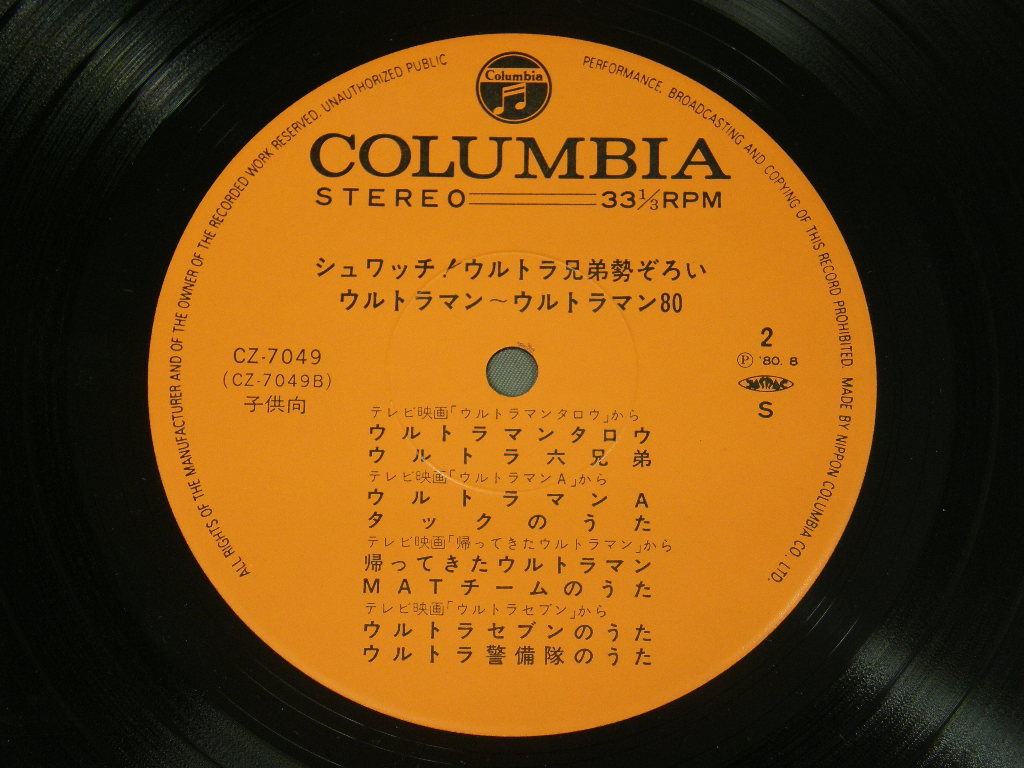 ALL RIGHTS OF THE MANUFACTURER AND OF THE OWNER OF THE RECORDED WORK RESERVED. UNAUTHORIZED PUBLIC
PERFORMANCE, BROADCASTING AND COPYING OF THIS RECORD PROHIBITED. MADE BY NIPPON COLUMBIA CO., LTD.
Columbia
COLUMBIA
STEREO 33 1/3 RPM
シュワッチ!ウルトラ兄弟勢ぞろい
ウルトラマン〜ウルトラマン80
CZ-7049
(CZ-7049B)
子供向
2
Ⓟ '80. 8
JASRAC
S
テレビ映画「ウルトラマンタロウ」から
ウルトラマンタロウ
ウルトラ六兄弟
テレビ映画「ウルトラマンA」から
ウルトラマンA
タックのうた
テレビ映画「帰ってきたウルトラマン」から
帰ってきたウルトラマン
MATチームのうた
テレビ映画「ウルトラセブン」から
ウルトラセブンのうた
ウルトラ警備隊のうた